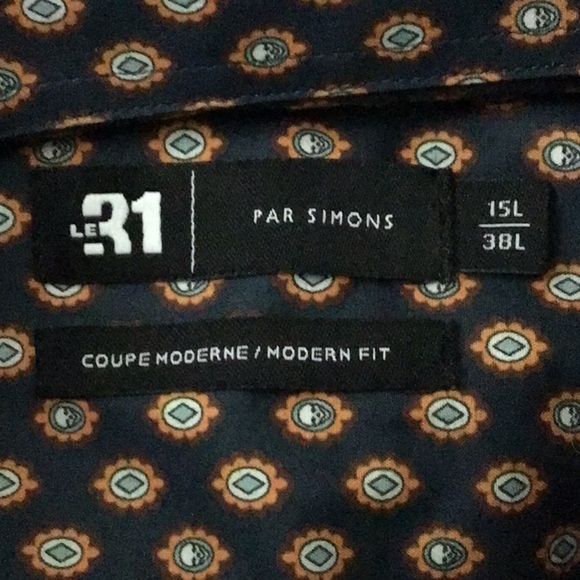 LE 31
PAR SIMONS
15L
38L
COUPE MODERNE / MODERN FIT